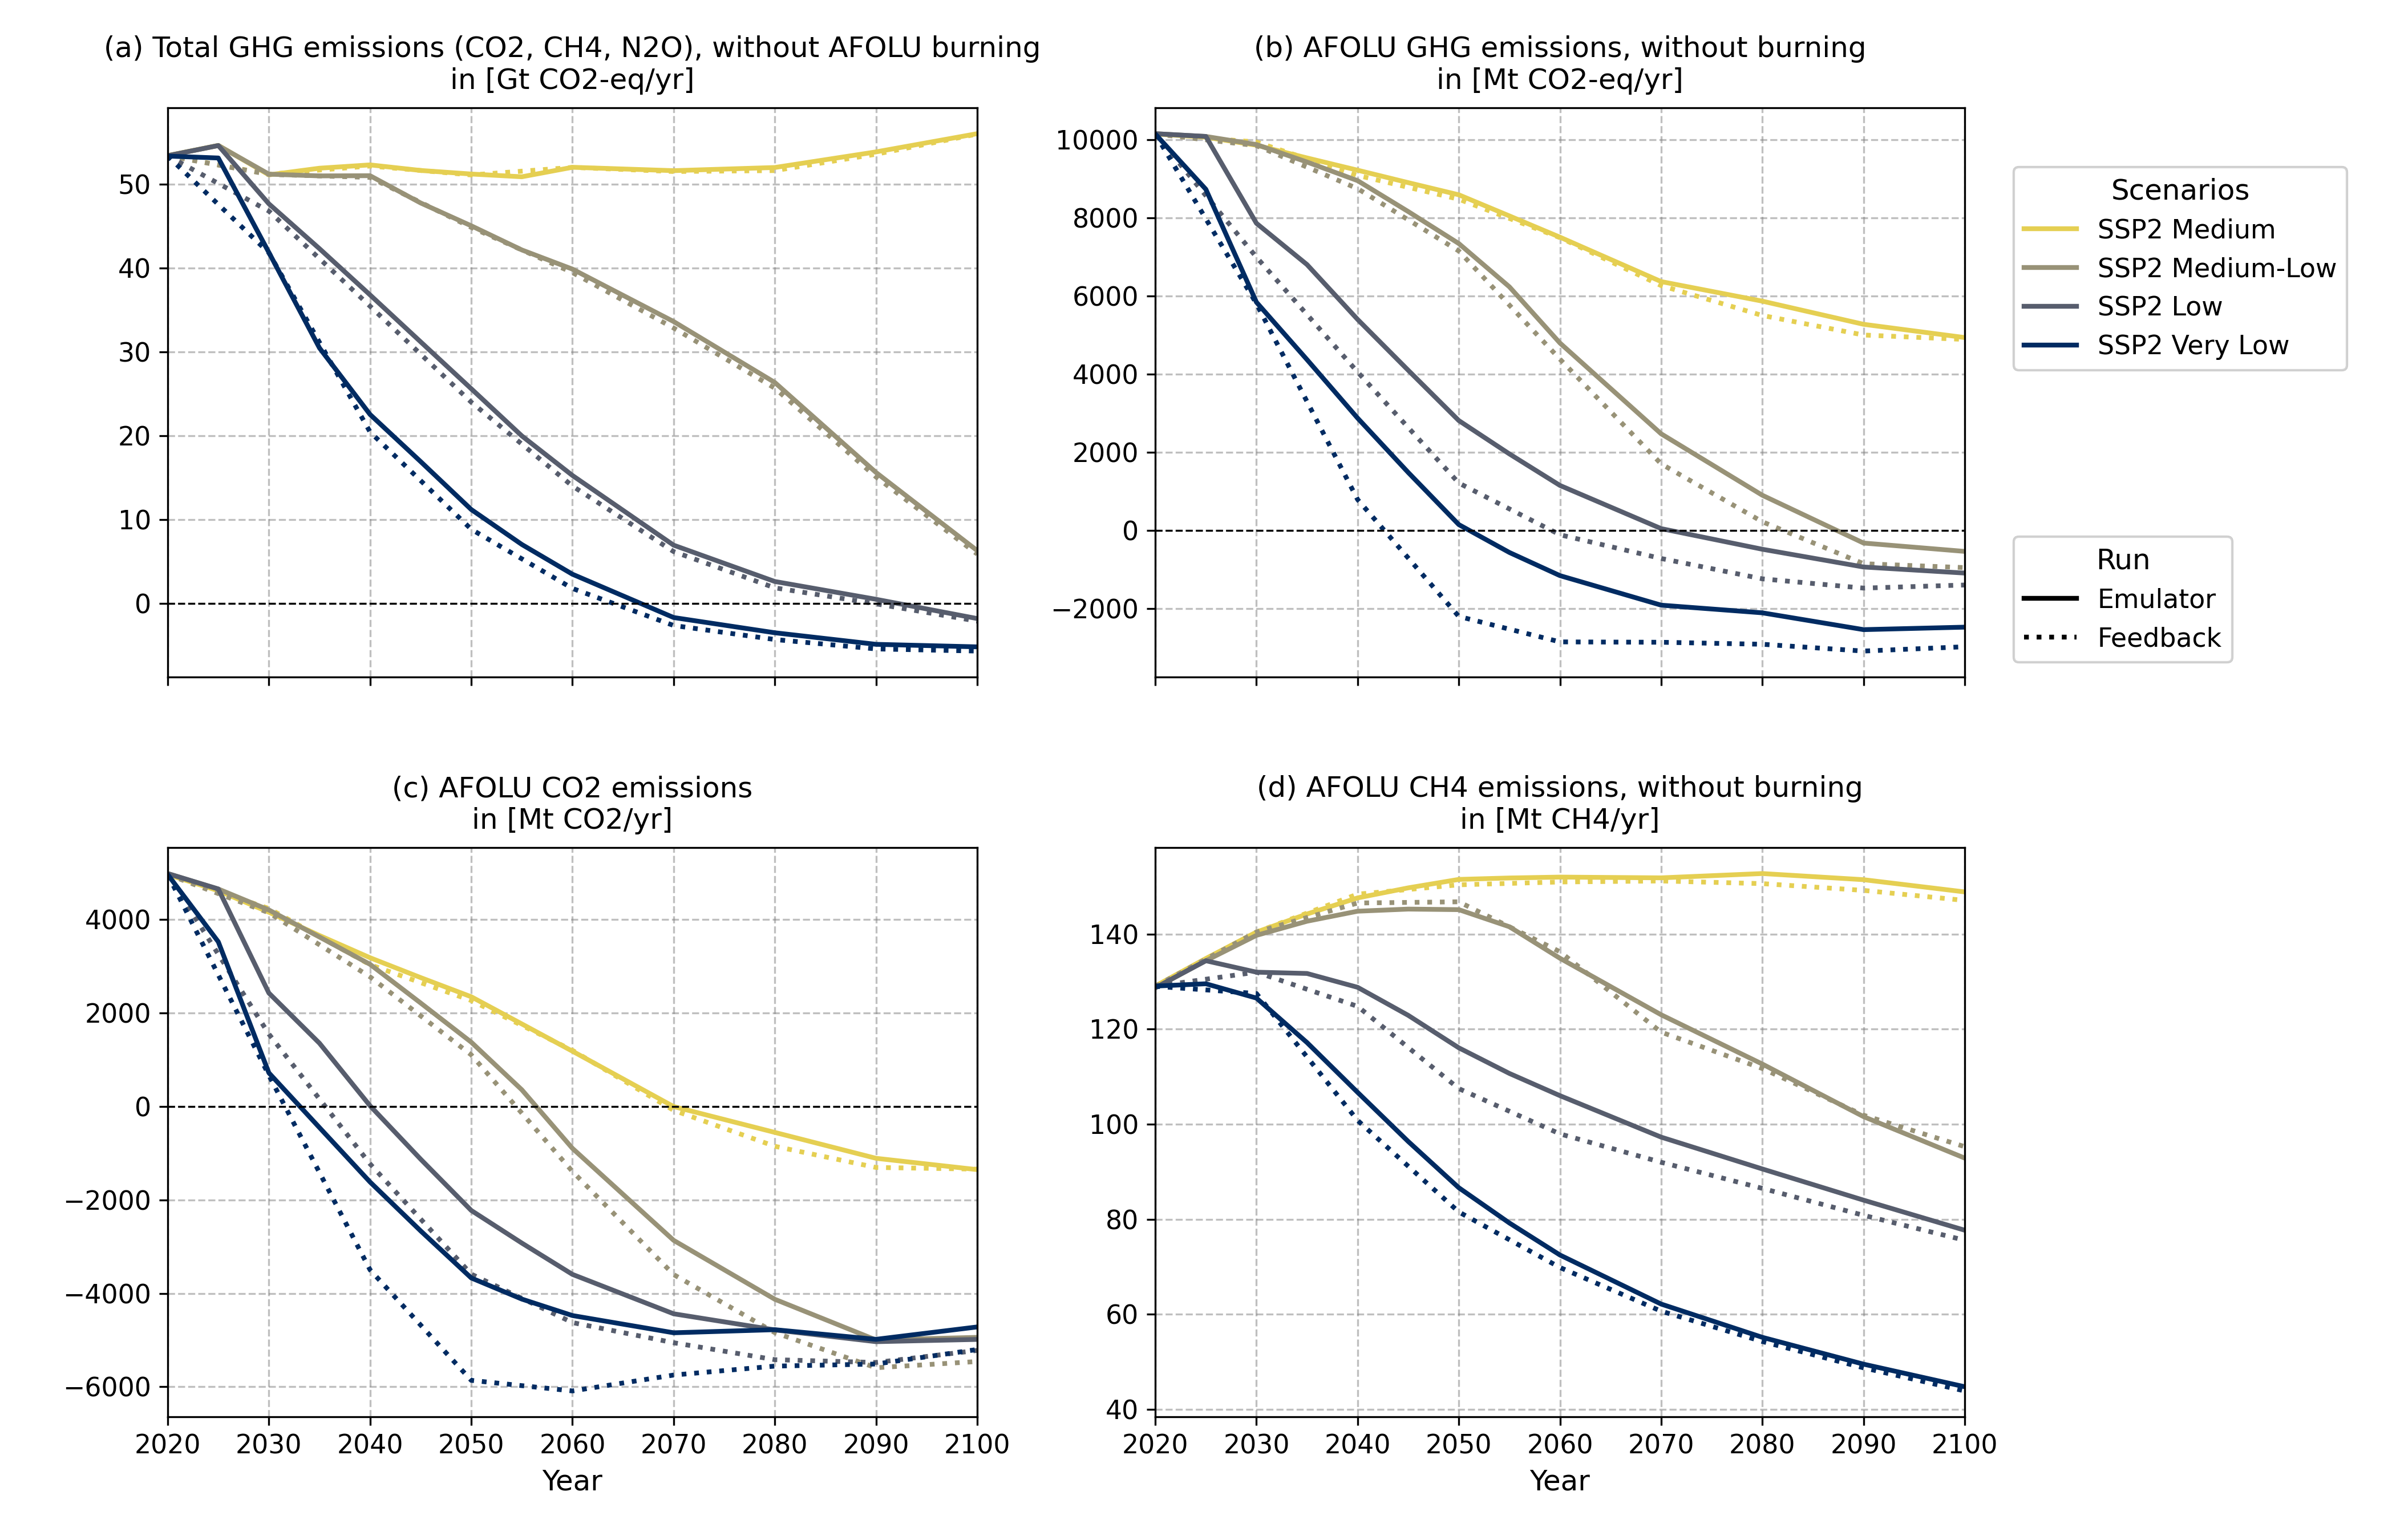 (a) Total GHG emissions (CO2, CH4, N2O), without AFOLU burning
in [Gt CO2-eq/yr]
50
40
30
20
10
0
(b) AFOLU GHG emissions, without burning
in [Mt CO2-eq/yr]
10000
8000
6000
4000
2000
0
−2000
Scenarios
SSP2 Medium
SSP2 Medium-Low
SSP2 Low
SSP2 Very Low
Run
Emulator
Feedback
(c) AFOLU CO2 emissions
in [Mt CO2/yr]
4000
2000
0
−2000
−4000
−6000
2020 2030 2040 2050 2060 2070 2080 2090 2100
Year
(d) AFOLU CH4 emissions, without burning
in [Mt CH4/yr]
140
120
100
80
60
40
2020 2030 2040 2050 2060 2070 2080 2090 2100
Year